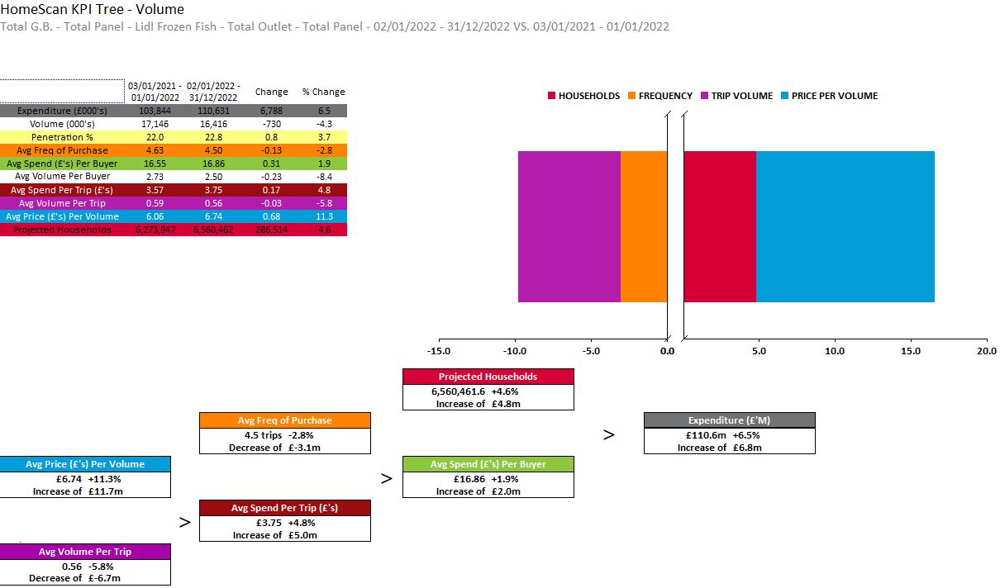 HomeScan KPI Tree - Volume
Total G.B. - Total Panel - Lidl Frozen Fish - Total Outlet - Total Panel - 02/01/2022 - 31/12/2022 VS. 03/01/2021 - 01/01/2022
03/01/2021 - 01/01/2022 02/01/2022 - 31/12/2022 Change % Change
Expenditure (£000's) 103,844 110,631 6,788 6.5
Volume (000's) 17,146 16,416 -730 -4.3
Penetration % 22.0 22.8 0.8 3.7
Avg Freq of Purchase 4.63 4.50 -0.13 -2.8
Avg Spend (£'s) Per Buyer 16.55 16.86 0.31 1.9
Avg Volume Per Buyer 2.73 2.50 -0.23 -8.4
Avg Spend Per Trip (£'s) 3.57 3.75 0.17 4.8
Avg Volume Per Trip 0.59 0.56 -0.03 -5.8
Avg Price (£'s) Per Volume 6.06 6.74 0.68 11.3
Projected Households 6,273,947 6,560,462 286,514 4.6
HOUSEHOLDS FREQUENCY TRIP VOLUME PRICE PER VOLUME
-15.0 -10.0 -5.0 0.0 5.0 10.0 15.0 20.0
Projected Households
6,560,461.6 +4.6%
Increase of £4.8m
Avg Freq of Purchase
4.5 trips -2.8%
Decrease of £-3.1m
>
Expenditure (£'M)
£110.6m +6.5%
Increase of £6.8m
Avg Price (£'s) Per Volume
£6.74 +11.3%
Increase of £11.7m
>
Avg Spend (£'s) Per Buyer
£16.86 +1.9%
Increase of £2.0m
>
Avg Spend Per Trip (£'s)
£3.75 +4.8%
Increase of £5.0m
Avg Volume Per Trip
0.56 -5.8%
Decrease of £-6.7m